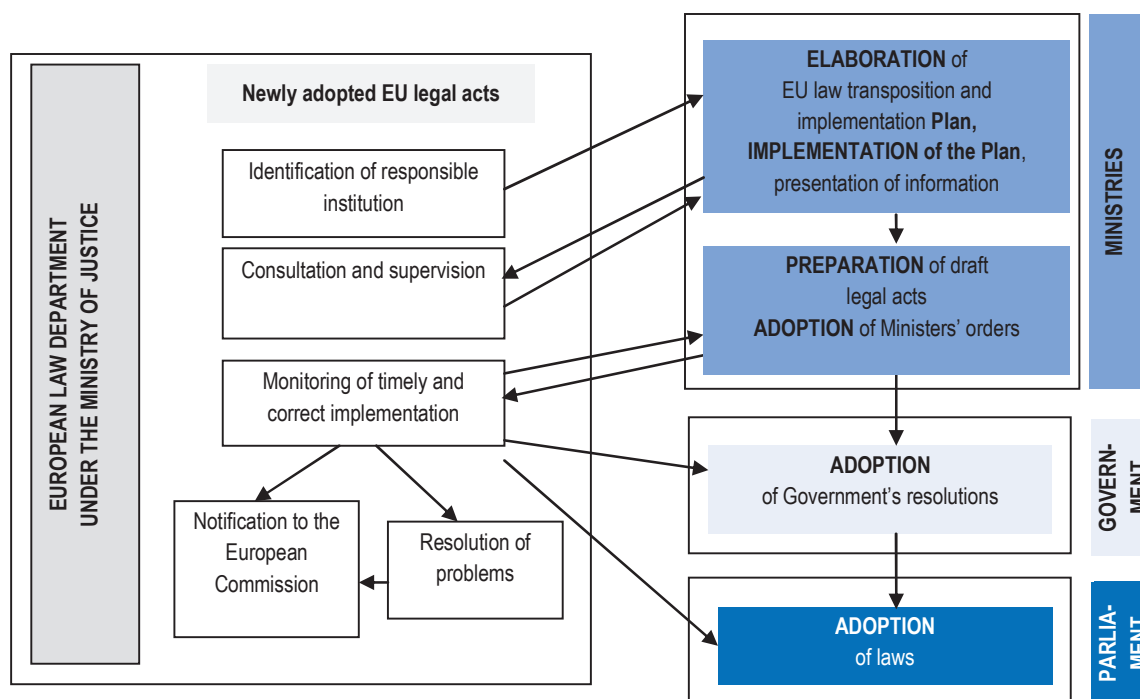 EUROPEAN LAW DEPARTMENT
UNDER THE MINISTRY OF JUSTICE
Newly adopted EU legal acts
Identification of responsible
institution
Consultation and supervision
Monitoring of timely and
correct implementation
Notification to the
European
Commission
Resolution of
problems
ELABORATION of
EU law transposition and
implementation Plan,
IMPLEMENTATION of the Plan,
presentation of information
PREPARATION of draft
legal acts
ADOPTION of Ministers’ orders
MINISTRIES
ADOPTION
of Government’s resolutions
GOVERN-
MENT
ADOPTION
of laws
PARLIA-
MENT